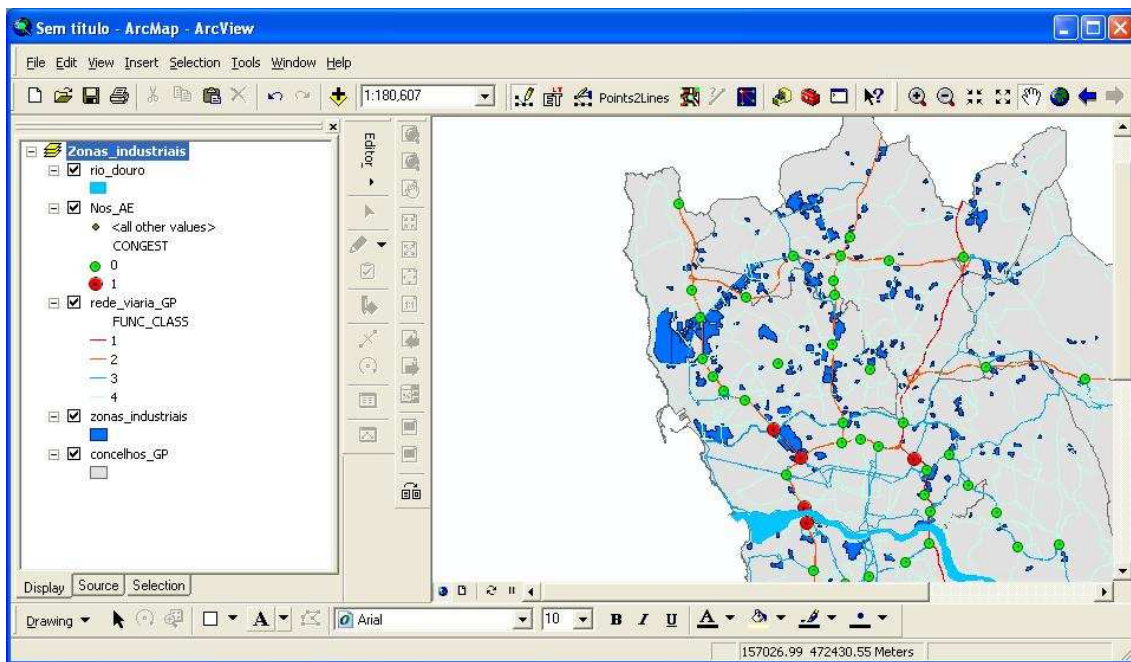 Sem título - ArcMap - ArcView
File Edit View Insert Selection Tools Window Help
1:180,607 Points2Lines
Zonas_industriais
rio_douro
Nos_AE
<all other values>
CONGEST
0
1
rede_viaria_GP
FUNC_CLASS
1
2
3
4
zonas_industriais
concelhos_GP
Editor
1:1
Display Source Selection
Drawing A Arial 10 B I U A
157026.99 472430.55 Meters